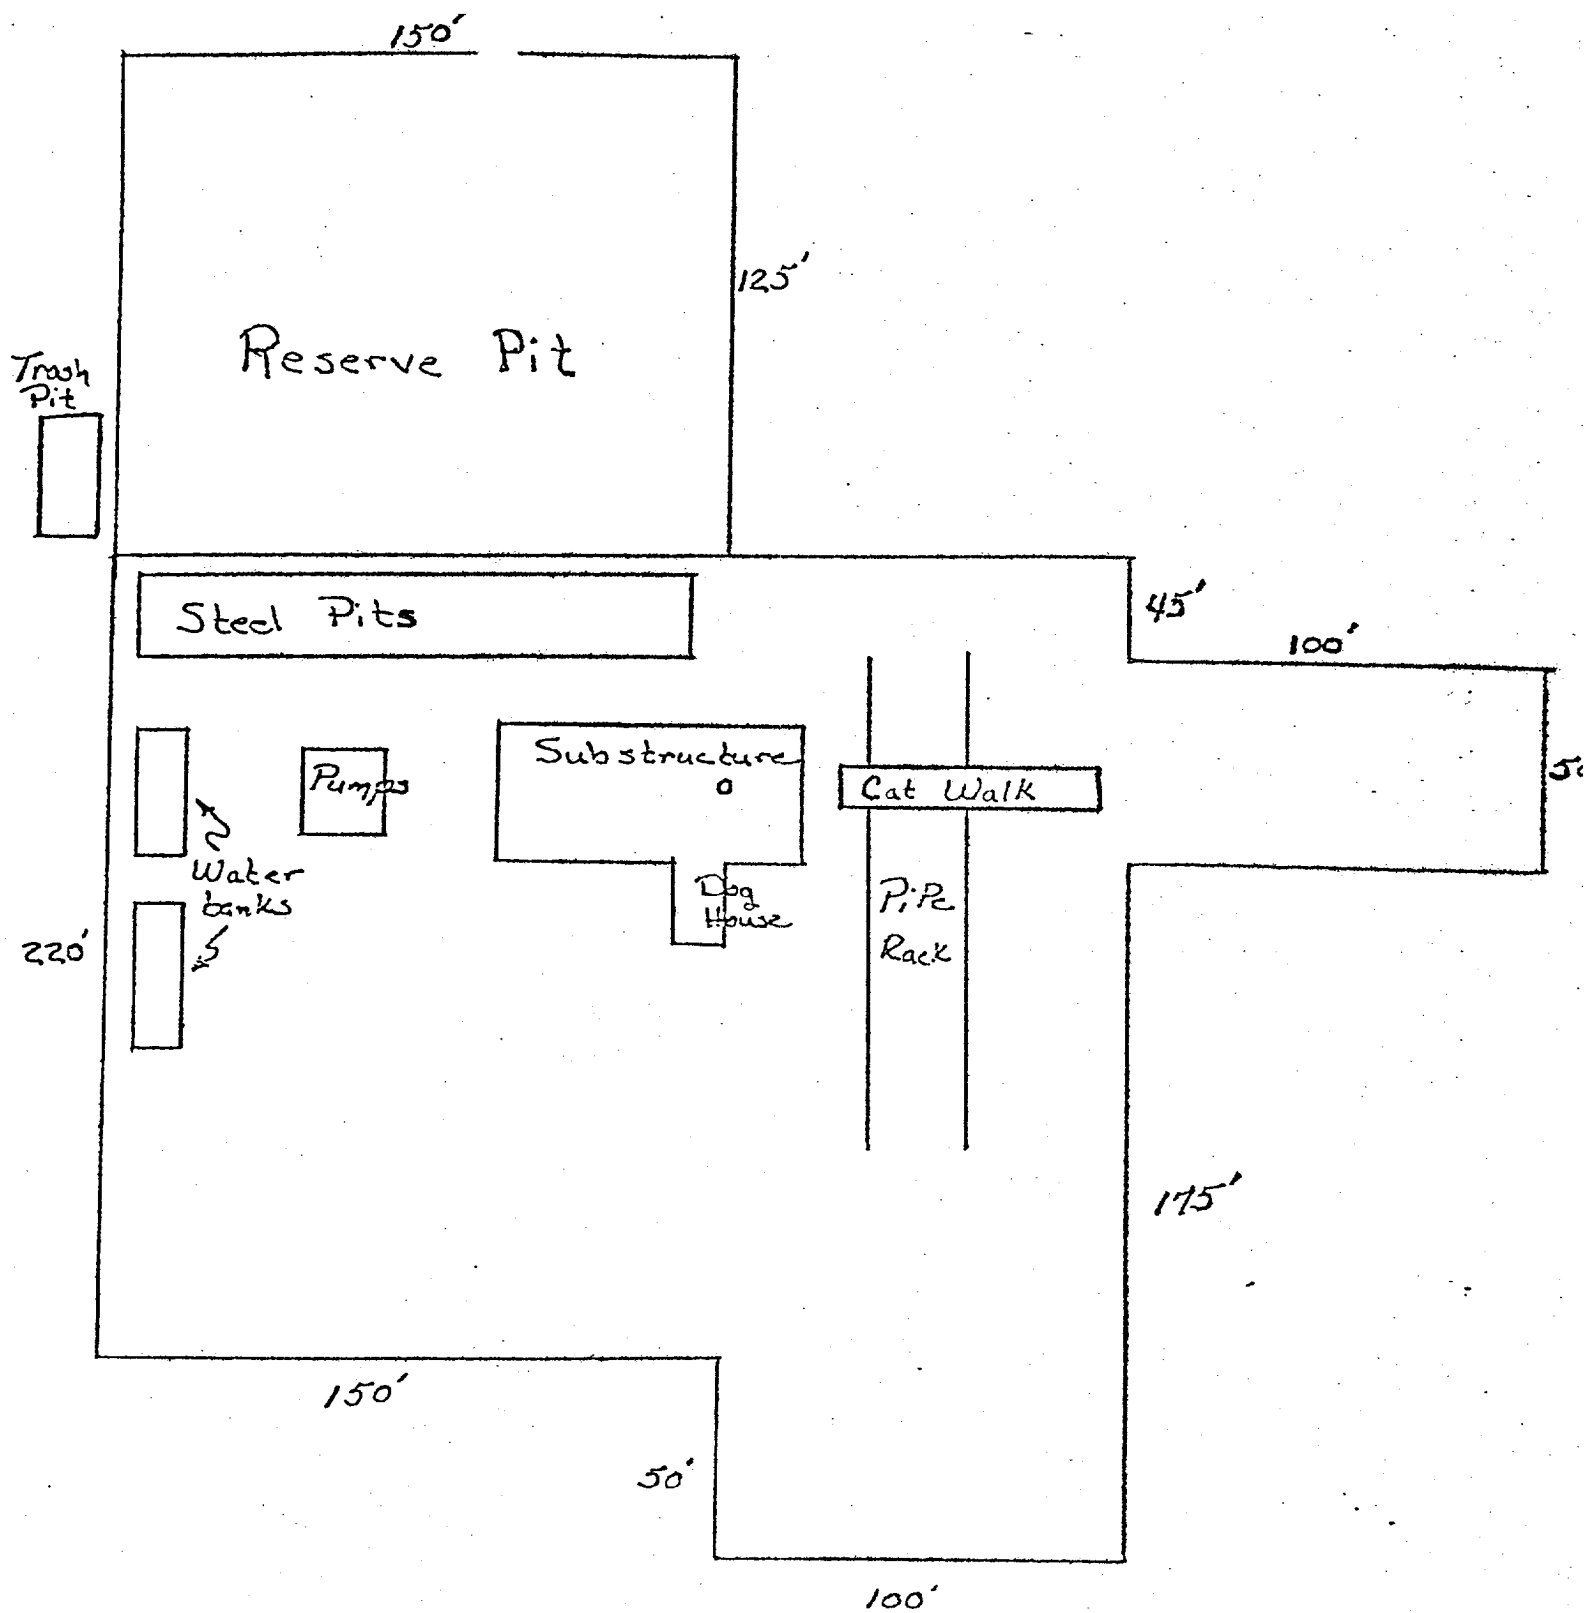 150'
125'
Reserve Pit
Trash
Pit
Steel Pits
45'
100'
Substructure
Pumps
Cat Walk
Water
banks
Dog
House
PiPe
Rack
220'
175'
150'
50'
100'